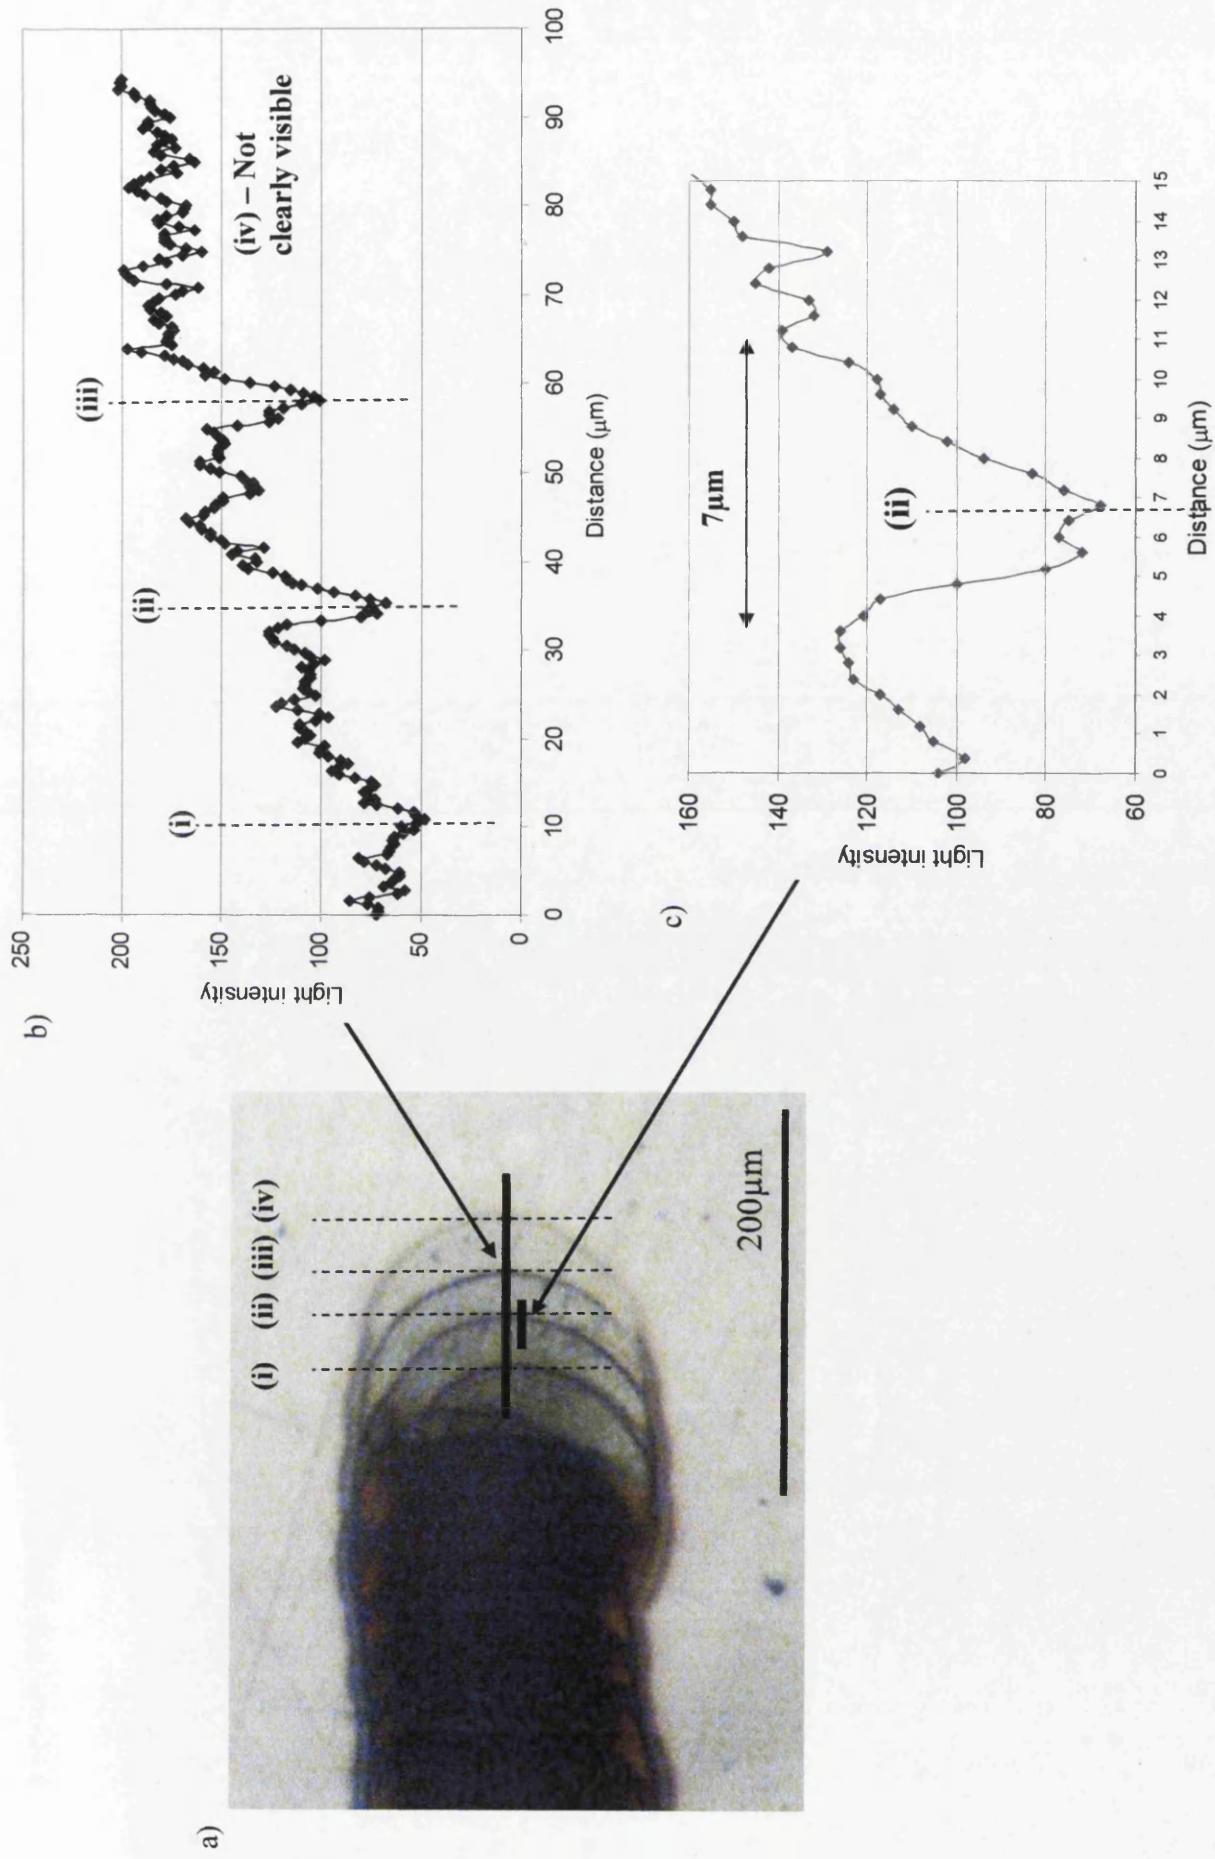 a)
(i) (ii) (iii) (iv)
200μm
b)
Light intensity
250
200
150
100
50
0
0 10 20 30 40 50 60 70 80 90 100
Distance (μm)
(i)
(ii)
(iii)
(iv) – Not
clearly visible
c)
Light intensity
160
140
120
100
80
60
0 1 2 3 4 5 6 7 8 9 10 11 12 13 14 15
Distance (μm)
7μm
(ii)